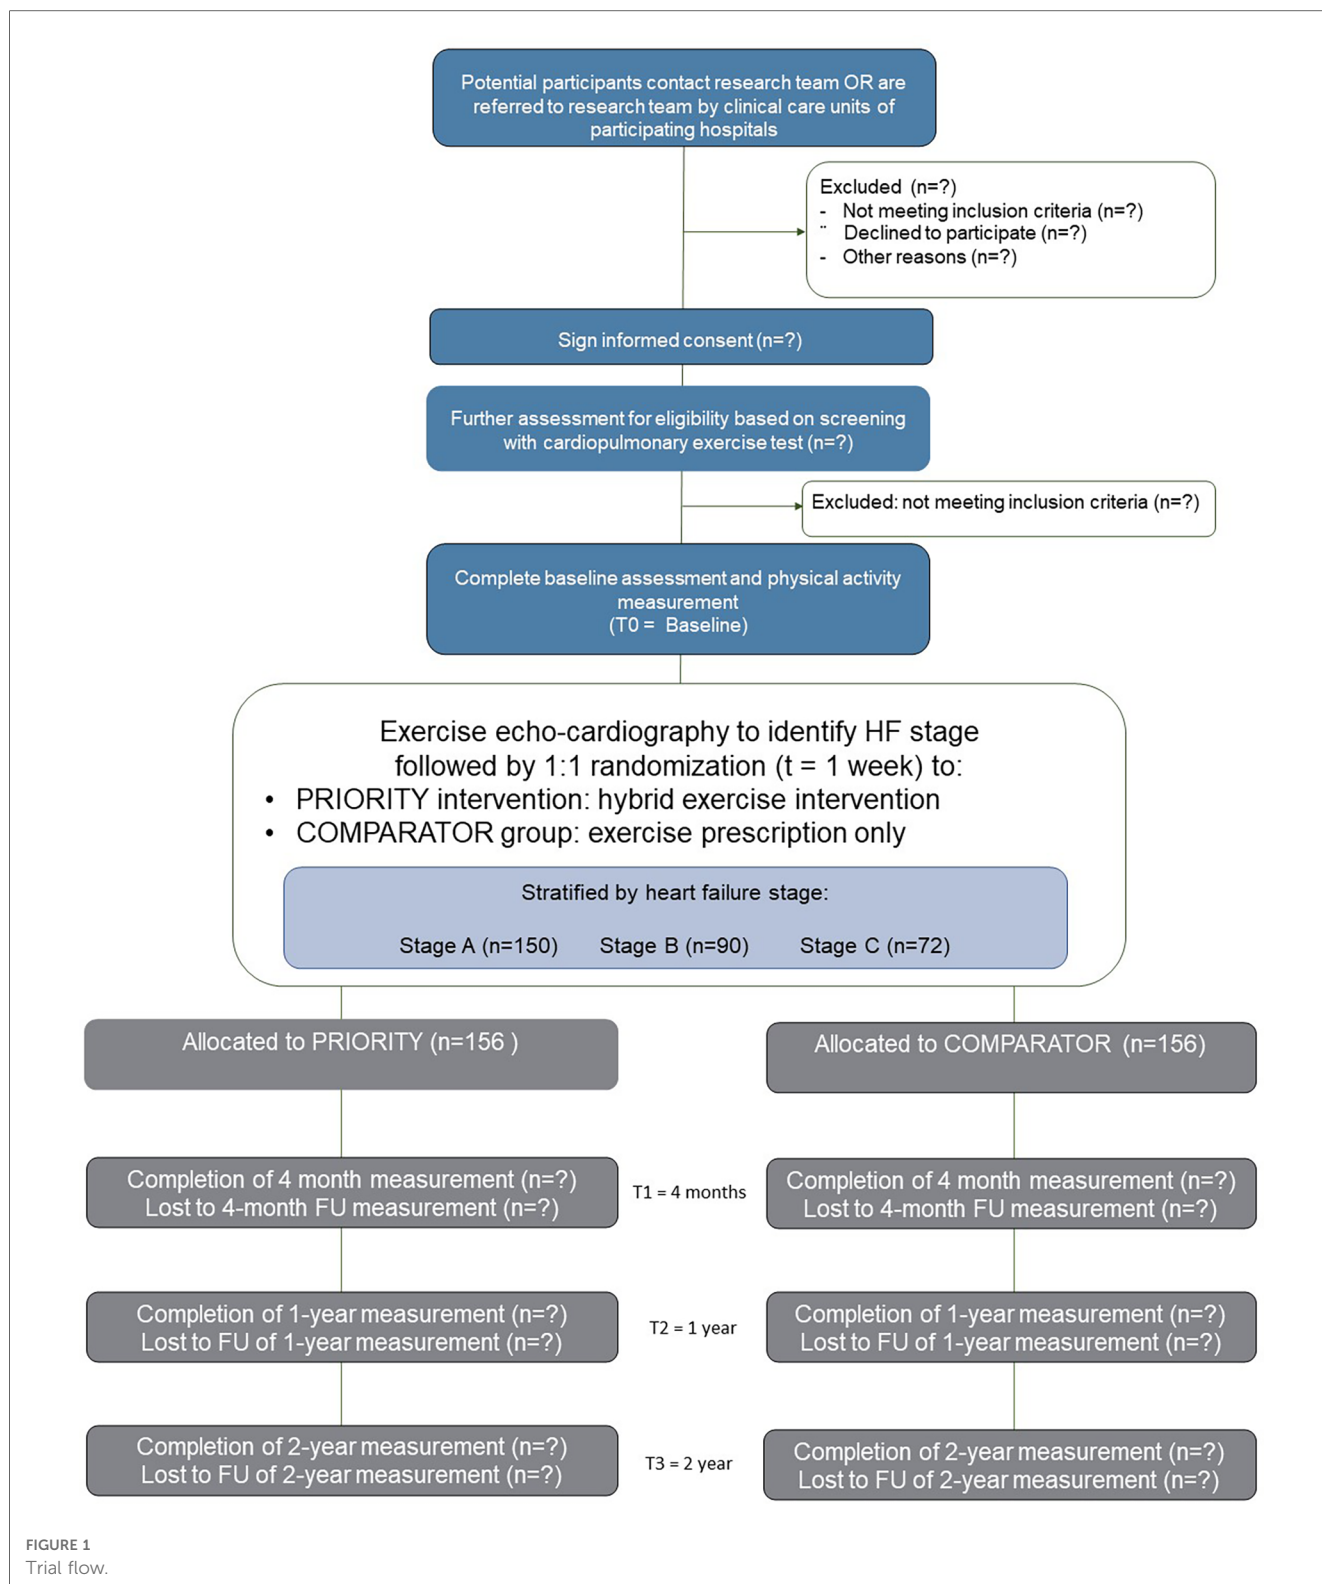 Potential participants contact research team OR are
referred to research team by clinical care units of
participating hospitals
Excluded (n=?)
- Not meeting inclusion criteria (n=?)
¨ Declined to participate (n=?)
- Other reasons (n=?)
Sign informed consent (n=?)
Further assessment for eligibility based on screening
with cardiopulmonary exercise test (n=?)
Excluded: not meeting inclusion criteria (n=?)
Complete baseline assessment and physical activity
measurement
(T0 = Baseline)
Exercise echo-cardiography to identify HF stage
followed by 1:1 randomization (t = 1 week) to:
• PRIORITY intervention: hybrid exercise intervention
• COMPARATOR group: exercise prescription only
Stratified by heart failure stage:
Stage A (n=150) Stage B (n=90) Stage C (n=72)
Allocated to PRIORITY (n=156 )
Allocated to COMPARATOR (n=156)
Completion of 4 month measurement (n=?)
Lost to 4-month FU measurement (n=?)
T1 = 4 months
Completion of 4 month measurement (n=?)
Lost to 4-month FU measurement (n=?)
Completion of 1-year measurement (n=?)
Lost to FU of 1-year measurement (n=?)
T2 = 1 year
Completion of 1-year measurement (n=?)
Lost to FU of 1-year measurement (n=?)
Completion of 2-year measurement (n=?)
Lost to FU of 2-year measurement (n=?)
T3 = 2 year
Completion of 2-year measurement (n=?)
Lost to FU of 2-year measurement (n=?)
FIGURE 1
Trial flow.